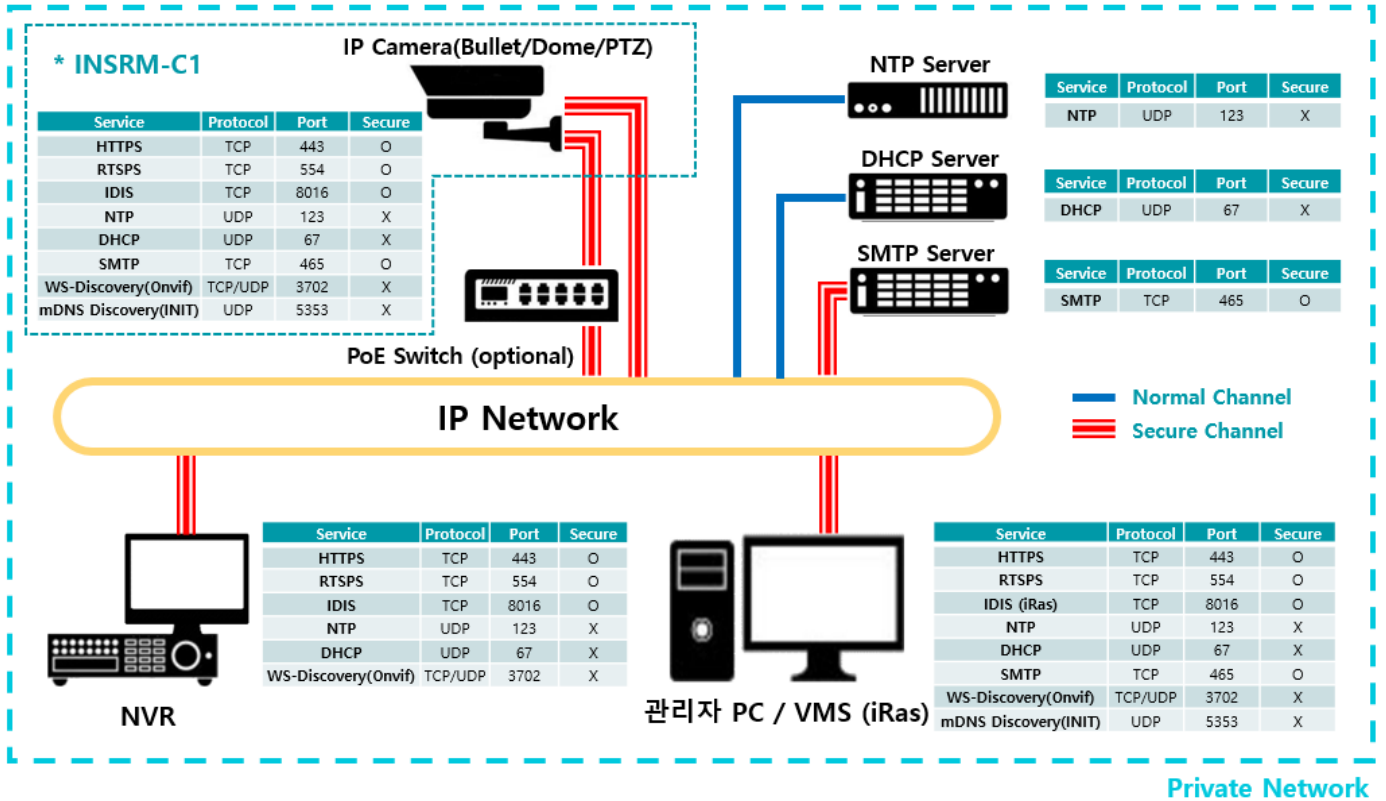 * INSRM-C1
IP Camera(Bullet/Dome/PTZ)
Service Protocol Port Secure
HTTPS TCP 443 O
RTSPS TCP 554 O
IDIS TCP 8016 O
NTP UDP 123 X
DHCP UDP 67 X
SMTP TCP 465 O
WS-Discovery(Onvif) TCP/UDP 3702 X
mDNS Discovery(INIT) UDP 5353 X
PoE Switch (optional)
NTP Server
Service Protocol Port Secure
NTP UDP 123 X
DHCP Server
Service Protocol Port Secure
DHCP UDP 67 X
SMTP Server
Service Protocol Port Secure
SMTP TCP 465 O
Normal Channel
Secure Channel
IP Network
Service Protocol Port Secure
HTTPS TCP 443 O
RTSPS TCP 554 O
IDIS TCP 8016 O
NTP UDP 123 X
DHCP UDP 67 X
WS-Discovery(Onvif) TCP/UDP 3702 X
NVR
Service Protocol Port Secure
HTTPS TCP 443 O
RTSPS TCP 554 O
IDIS (iRas) TCP 8016 O
NTP UDP 123 X
DHCP UDP 67 X
SMTP TCP 465 O
WS-Discovery(Onvif) TCP/UDP 3702 X
mDNS Discovery(INIT) UDP 5353 X
관리자 PC / VMS (iRas)
Private Network